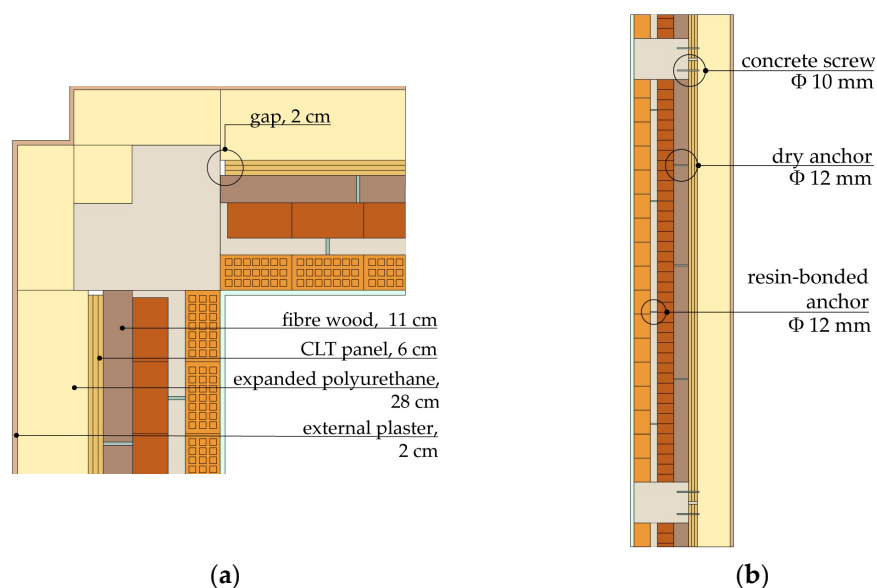 gap, 2 cm
fibre wood, 11 cm
CLT panel, 6 cm
expanded polyurethane,
28 cm
external plaster,
2 cm
(a)
concrete screw
Φ 10 mm
dry anchor
Φ 12 mm
resin-bonded
anchor
Φ 12 mm
(b)